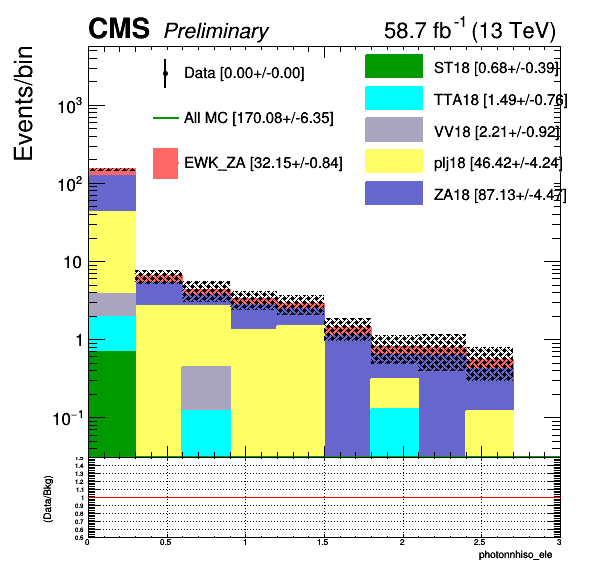 CMS Preliminary 58.7 fb⁻¹ (13 TeV)
Events/bin
Data [0.00+/-0.00]
All MC [170.08+/-6.35]
EWK_ZA [32.15+/-0.84]
ST18 [0.68+/-0.39]
TTA18 [1.49+/-0.76]
VV18 [2.21+/-0.92]
plj18 [46.42+/-4.24]
ZA18 [87.13+/-4.47]
10³
10²
10
1
10⁻¹
(Data/Bkg)
1.5
1.4
1.3
1.2
1.1
1
0.9
0.8
0.7
0.6
0.5
0 0.5 1 1.5 2 2.5 3
photonnhiso_ele